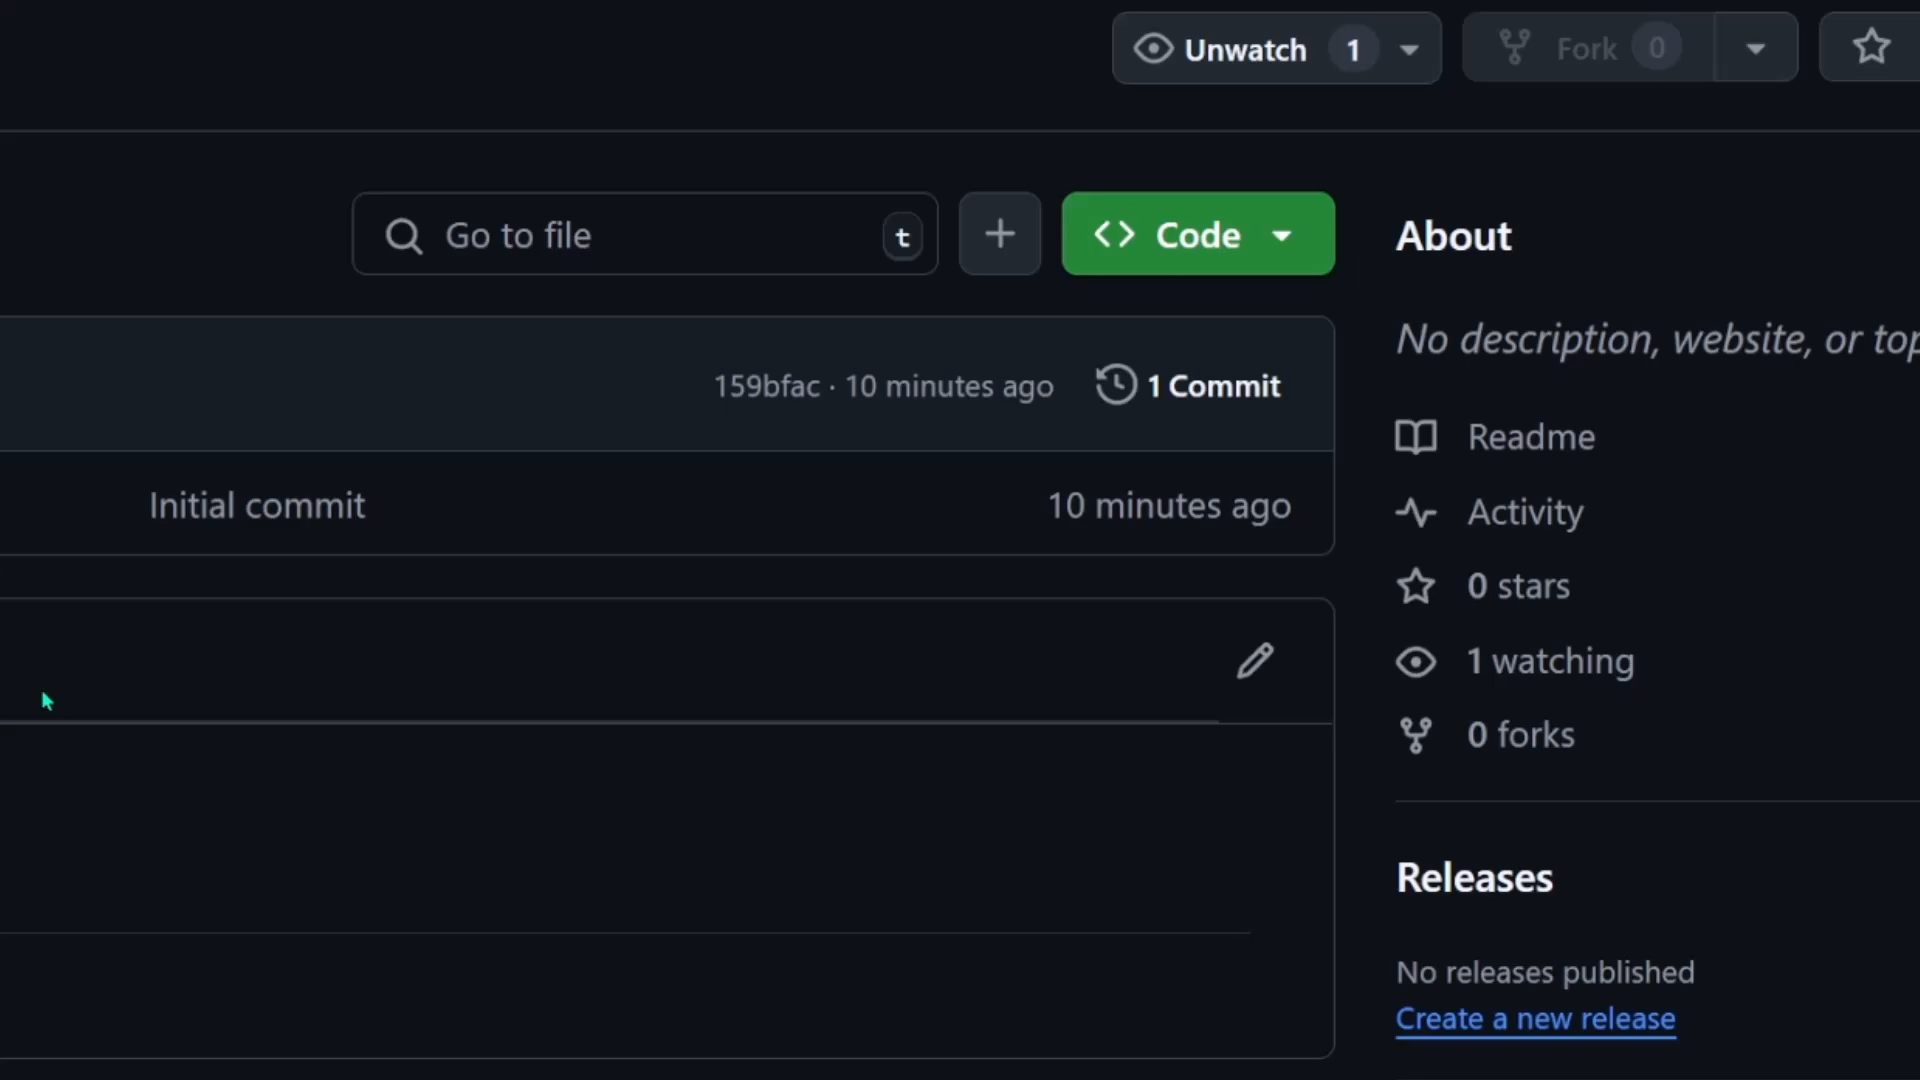 Unwatch 1
Fork 0
Go to file t
Code
About
No description, website, or top
159bfac · 10 minutes ago
1 Commit
Initial commit
10 minutes ago
Readme
Activity
0 stars
1 watching
0 forks
Releases
No releases published
Create a new release